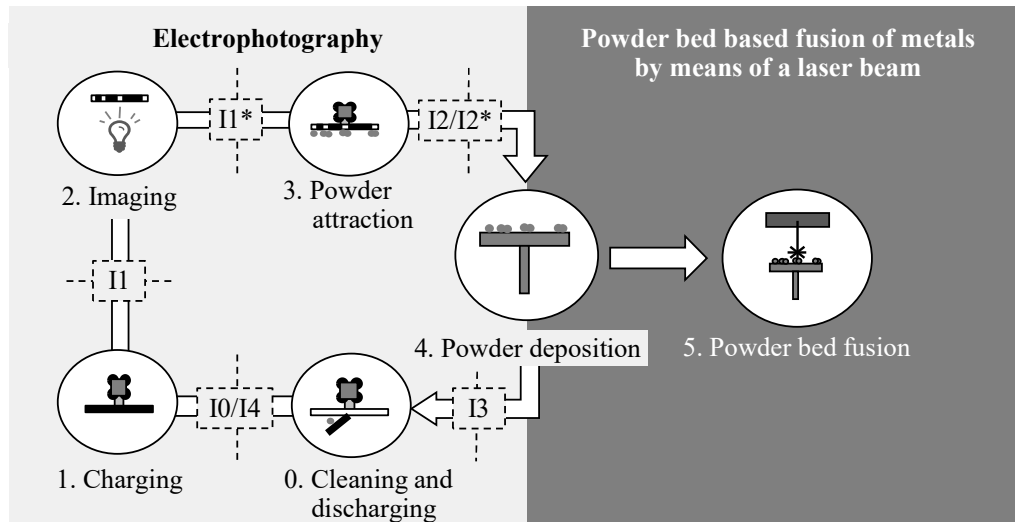 Electrophotography
Powder bed based fusion of metals
by means of a laser beam
I1*
I2/I2*
2. Imaging
3. Powder
attraction
I1
4. Powder deposition
5. Powder bed fusion
I0/I4
I3
1. Charging
0. Cleaning and
discharging